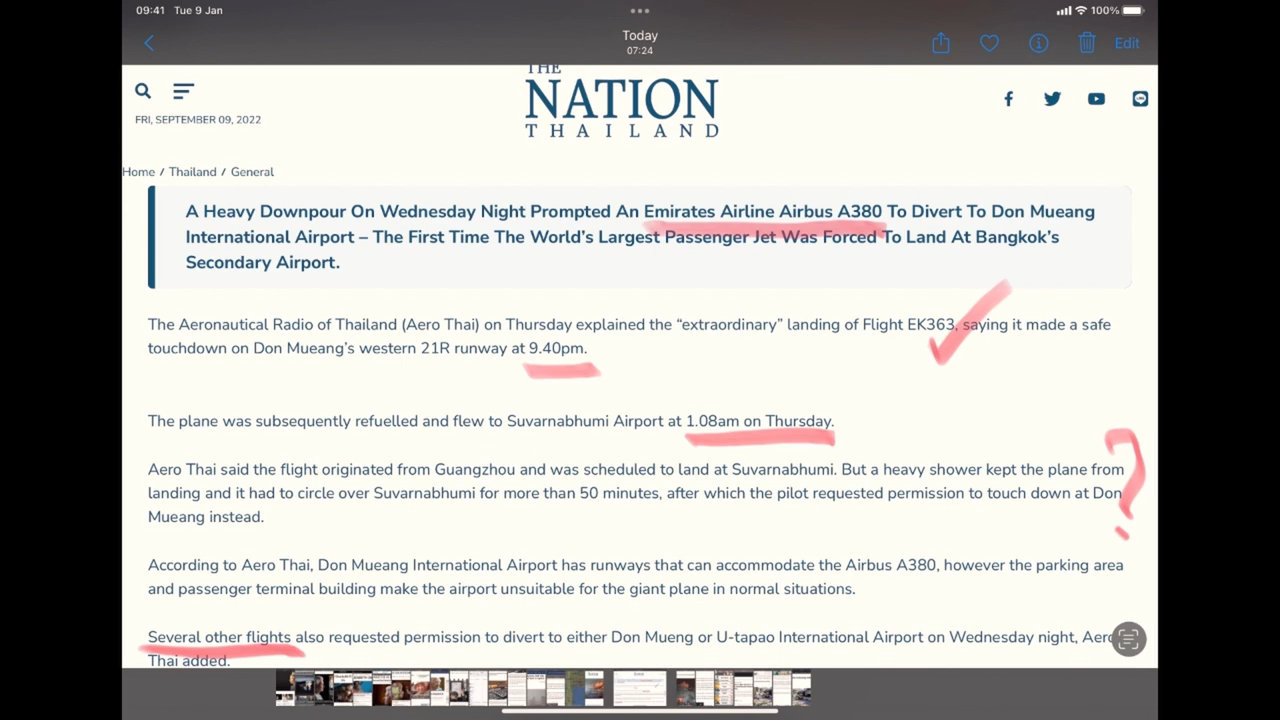 09:41 Tue 9 Jan
100%
Today
07:24
Edit
THE
NATION
THAILAND
FRI, SEPTEMBER 09, 2022
Home / Thailand / General
A Heavy Downpour On Wednesday Night Prompted An Emirates Airline Airbus A380 To Divert To Don Mueang
International Airport – The First Time The World's Largest Passenger Jet Was Forced To Land At Bangkok's
Secondary Airport.
The Aeronautical Radio of Thailand (Aero Thai) on Thursday explained the “extraordinary” landing of Flight EK363, saying it made a safe
touchdown on Don Mueang's western 21R runway at 9.40pm.
The plane was subsequently refuelled and flew to Suvarnabhumi Airport at 1.08am on Thursday.
Aero Thai said the flight originated from Guangzhou and was scheduled to land at Suvarnabhumi. But a heavy shower kept the plane from
landing and it had to circle over Suvarnabhumi for more than 50 minutes, after which the pilot requested permission to touch down at Don
Mueang instead.
?
According to Aero Thai, Don Mueang International Airport has runways that can accommodate the Airbus A380, however the parking area
and passenger terminal building make the airport unsuitable for the giant plane in normal situations.
Several other flights also requested permission to divert to either Don Mueng or U-tapao International Airport on Wednesday night, Aero
Thai added.